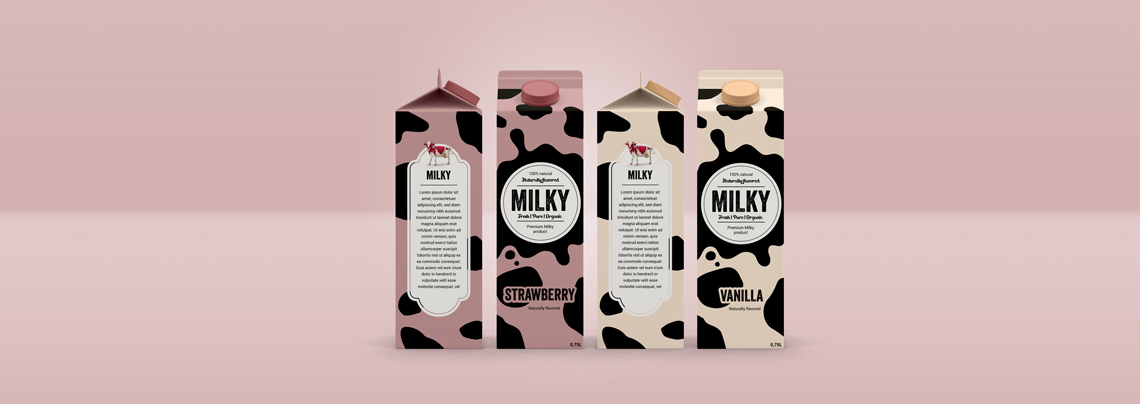 MILKY
Lorem ipsum dolor sit
amet, consectetuer
adipiscing elit, sed diam
nonummy nibh euismod
tincidunt ut laoreet dolore
magna aliquam erat
volutpat. Ut wisi enim ad
minim veniam, quis
nostrud exerci tation
ullamcorper suscipit
lobortis nisl ut aliquip ex
ea commodo consequat.
Duis autem vel eum iriure
dolor in hendrerit in
vulputate velit esse
molestie consequat, vel
100% natural
Naturally flavored
MILKY
Fresh | Pure | Organic
Premium Milky
product
STRAWBERRY
Naturally flavored
0,75L
MILKY
Lorem ipsum dolor sit
amet, consectetuer
adipiscing elit, sed diam
nonummy nibh euismod
tincidunt ut laoreet dolore
magna aliquam erat
volutpat. Ut wisi enim ad
minim veniam, quis
nostrud exerci tation
ullamcorper suscipit
lobortis nisl ut aliquip ex
ea commodo consequat.
Duis autem vel eum iriure
dolor in hendrerit in
vulputate velit esse
molestie consequat, vel
100% natural
Naturally flavored
MILKY
Fresh | Pure | Organic
Premium Milky
product
VANILLA
Naturally flavored
0,75L